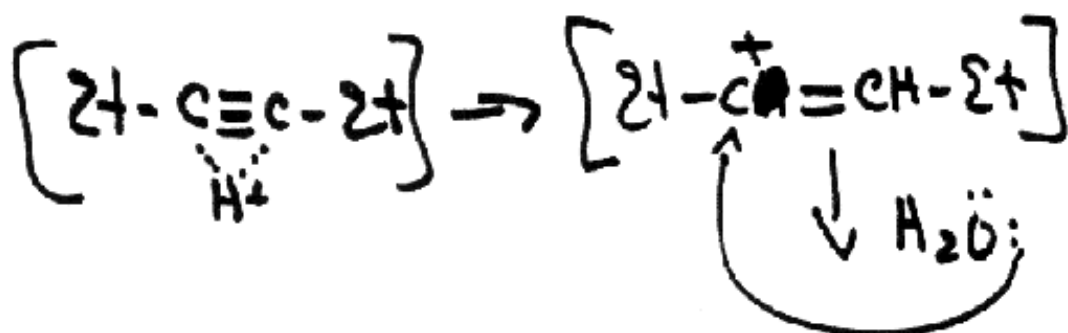 [Et-C≡C-Et] → [Et-C=CH-Et]
H+ +
↓ H₂Ö: